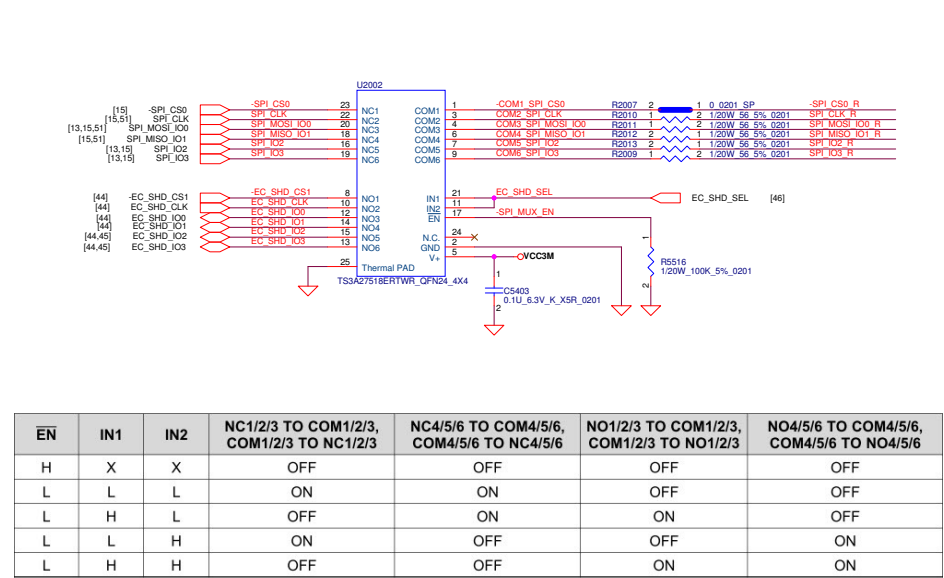 U2002
[15] -SPI_CS0 -SPI_CS0 23 NC1 COM1 1 -COM1_SPI_CS0 R2007 2 1 0_0201_SP -SPI_CS0_R
[15,51] SPI_CLK SPI_CLK 22 NC2 COM2 3 COM2_SPI_CLK R2010 1 2 1/20W_56_5%_0201 SPI_CLK_R
[13,15,51] SPI_MOSI_IO0 SPI_MOSI_IO0 20 NC3 COM3 4 COM3_SPI_MOSI_IO0 R2011 1 2 1/20W_56_5%_0201 SPI_MOSI_IO0_R
[15,51] SPI_MISO_IO1 SPI_MISO_IO1 18 NC4 COM4 6 COM4_SPI_MISO_IO1 R2012 2 1 1/20W_56_5%_0201 SPI_MISO_IO1_R
[13,15] SPI_IO2 SPI_IO2 16 NC5 COM5 7 COM5_SPI_IO2 R2013 2 1 1/20W_56_5%_0201 SPI_IO2_R
[13,15] SPI_IO3 SPI_IO3 19 NC6 COM6 9 COM6_SPI_IO3 R2009 1 2 1/20W_56_5%_0201 SPI_IO3_R
[44] -EC_SHD_CS1 -EC_SHD_CS1 8 NO1 IN1 21 EC_SHD_SEL EC_SHD_SEL [46]
[44] EC_SHD_CLK EC_SHD_CLK 10 NO2 IN2 11
[44] EC_SHD_IO0 EC_SHD_IO0 12 NO3 EN 17 -SPI_MUX_EN
[44] EC_SHD_IO1 EC_SHD_IO1 14 NO4
[44,45] EC_SHD_IO2 EC_SHD_IO2 15 NO5 N.C. 24
[44,45] EC_SHD_IO3 EC_SHD_IO3 13 NO6 GND 2
V+ 5 VCC3M
25 Thermal PAD
TS3A27518ERTWR_QFN24_4X4
1
R5516
1/20W_100K_5%_0201
2
1
C5403
0.1U_6.3V_K_X5R_0201
2
EN IN1 IN2 NC1/2/3 TO COM1/2/3, NC4/5/6 TO COM4/5/6, NO1/2/3 TO COM1/2/3, NO4/5/6 TO COM4/5/6,
COM1/2/3 TO NC1/2/3 COM4/5/6 TO NC4/5/6 COM1/2/3 TO NO1/2/3 COM4/5/6 TO NO4/5/6
H X X OFF OFF OFF OFF
L L L ON ON OFF OFF
L H L OFF ON ON OFF
L L H ON OFF OFF ON
L H H OFF OFF ON ON